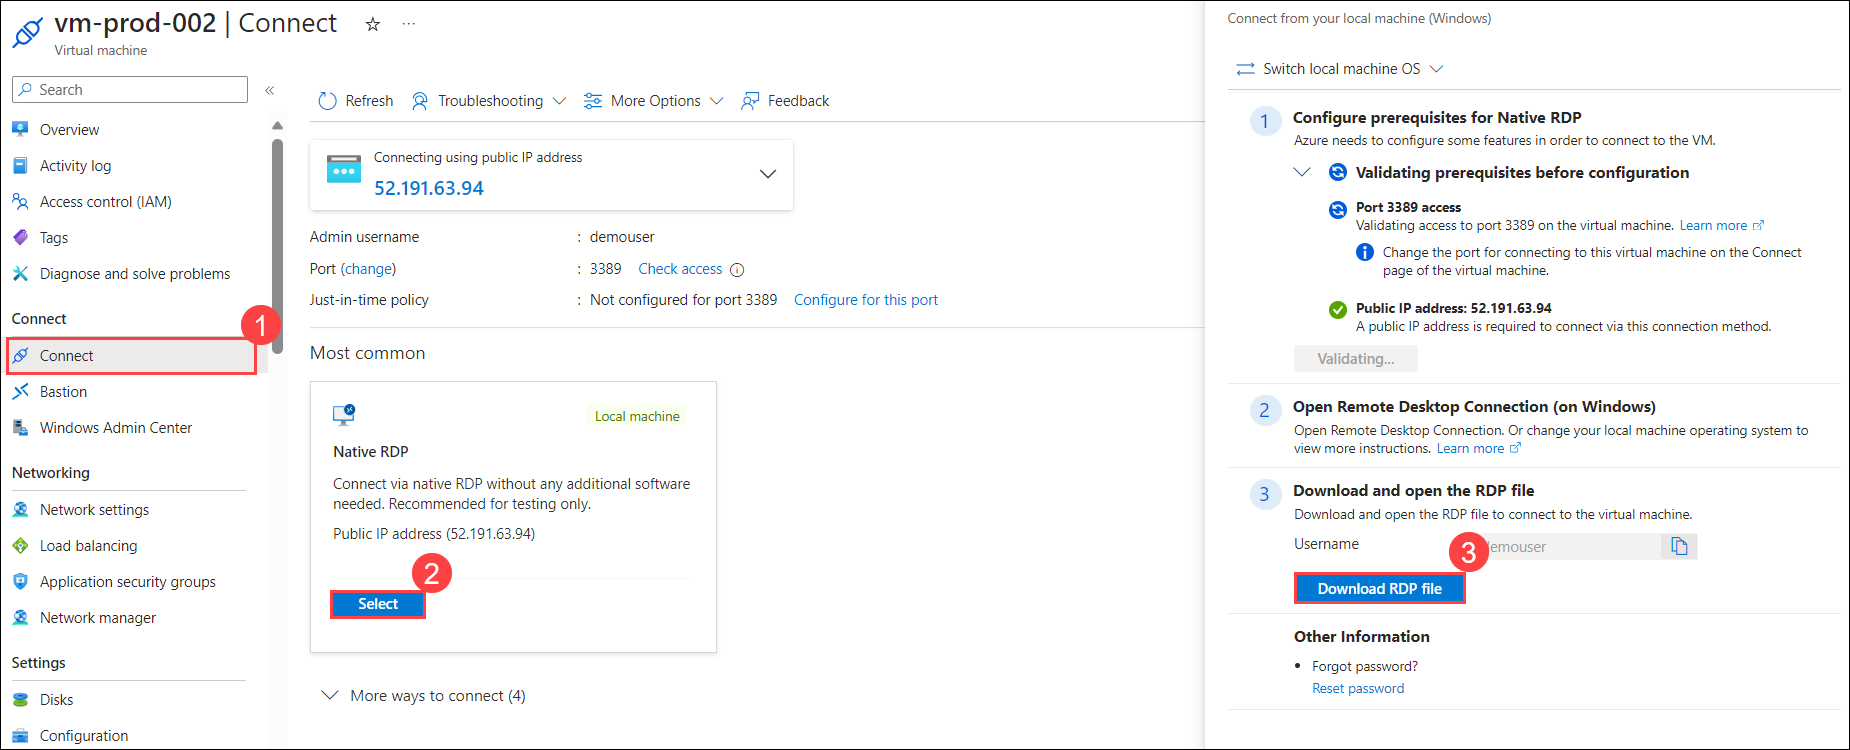 vm-prod-002 | Connect
Virtual machine
Search
Overview
Activity log
Access control (IAM)
Tags
Diagnose and solve problems
Connect
1
Connect
Bastion
Windows Admin Center
Networking
Network settings
Load balancing
Application security groups
Network manager
Settings
Disks
Configuration
Refresh
Troubleshooting
More Options
Feedback
Connecting using public IP address
52.191.63.94
Admin username : demouser
Port (change) : 3389 Check access
Just-in-time policy : Not configured for port 3389 Configure for this port
Most common
Local machine
Native RDP
Connect via native RDP without any additional software
needed. Recommended for testing only.
Public IP address (52.191.63.94)
2
Select
More ways to connect (4)
Connect from your local machine (Windows)
Switch local machine OS
1 Configure prerequisites for Native RDP
Azure needs to configure some features in order to connect to the VM.
Validating prerequisites before configuration
Port 3389 access
Validating access to port 3389 on the virtual machine. Learn more
Change the port for connecting to this virtual machine on the Connect
page of the virtual machine.
Public IP address: 52.191.63.94
A public IP address is required to connect via this connection method.
Validating...
2 Open Remote Desktop Connection (on Windows)
Open Remote Desktop Connection. Or change your local machine operating system to
view more instructions. Learn more
3 Download and open the RDP file
Download and open the RDP file to connect to the virtual machine.
Username
3
emouser
Download RDP file
Other Information
• Forgot password?
Reset password